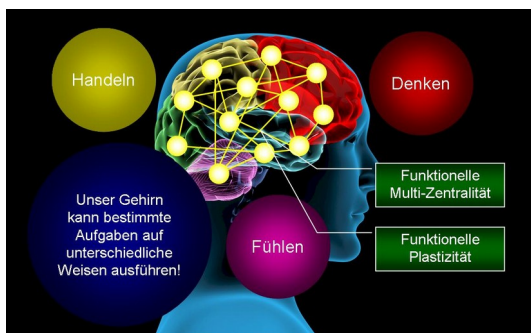 Handeln
Denken
Unser Gehirn
kann bestimmte
Aufgaben auf
unterschiedliche
Weisen ausführen!
Fühlen
Funktionelle
Multi-Zentralität
Funktionelle
Plastizität